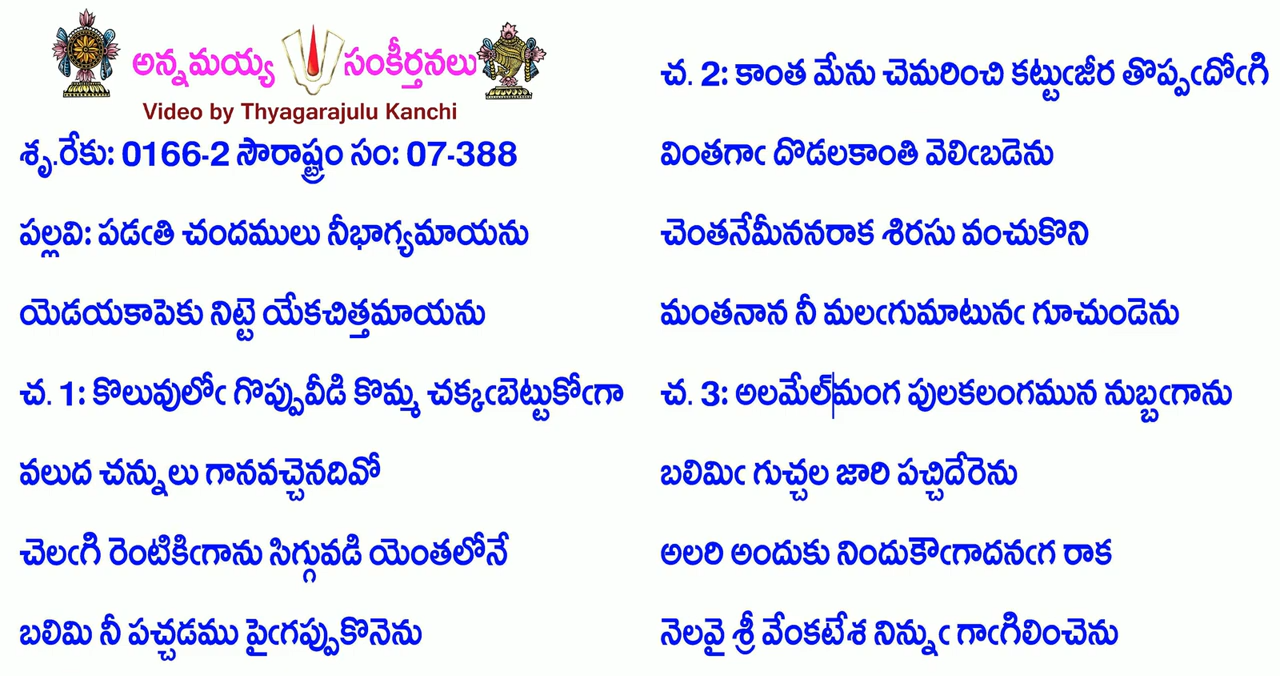 అన్నమయ్య సంకీర్తనలు
Video by Thyagarajulu Kanchi
శృ.రేకు: 0166-2 సౌరాష్ట్రం సం: 07-388
పల్లవి: పడఁతి చందములు నీభాగ్యమాయను
యెడయకాపెకు నిట్టె యేకచిత్తమాయను
చ. 1: కొలువులోఁ గొప్పువీడి కొమ్మ చక్కఁబెట్టుకోఁగా
వలుద చన్నులు గానవచ్చెనదివో
చెలఁగి రెంటికిఁగాను సిగ్గువడి యెంతలోనే
బలిమి నీ పచ్చడము పైఁగప్పుకొనెను
చ. 2: కాంత మేను చెమరించి కట్టుఁజీర తొప్పఁదోఁగి
వింతగాఁ దొడలకాంతి వెలిఁబడెను
చెంతనేమీననరాక శిరసు వంచుకొని
మంతనాన నీ మలఁగుమాటునఁ గూచుండెను
చ. 3: అలమేల్మంగ పులకలంగమున నుబ్బఁగాను
బలిమిఁ గుచ్చల జారి పచ్చిదేరెను
అలరి అందుకు నిందుకౌఁగాదనఁగ రాక
నెలవై శ్రీ వేంకటేశ నిన్నుఁ గాఁగిలించెను